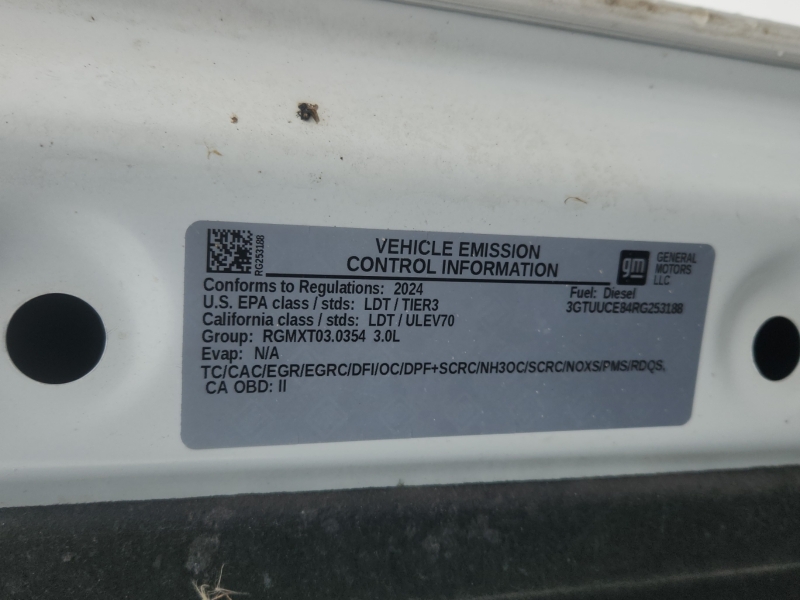 RG253188
VEHICLE EMISSION
CONTROL INFORMATION
gm
GENERAL
MOTORS
LLC
Conforms to Regulations: 2024
Fuel: Diesel
U.S. EPA class / stds: LDT / TIER3
3GTUUCE84RG253188
California class / stds: LDT / ULEV70
Group: RGMXT03.0354 3.0L
Evap: N/A
TC/CAC/EGR/EGRC/DFI/OC/DPF+SCRC/NH3OC/SCRC/NOXS/PMS/RDQS,
CA OBD: II